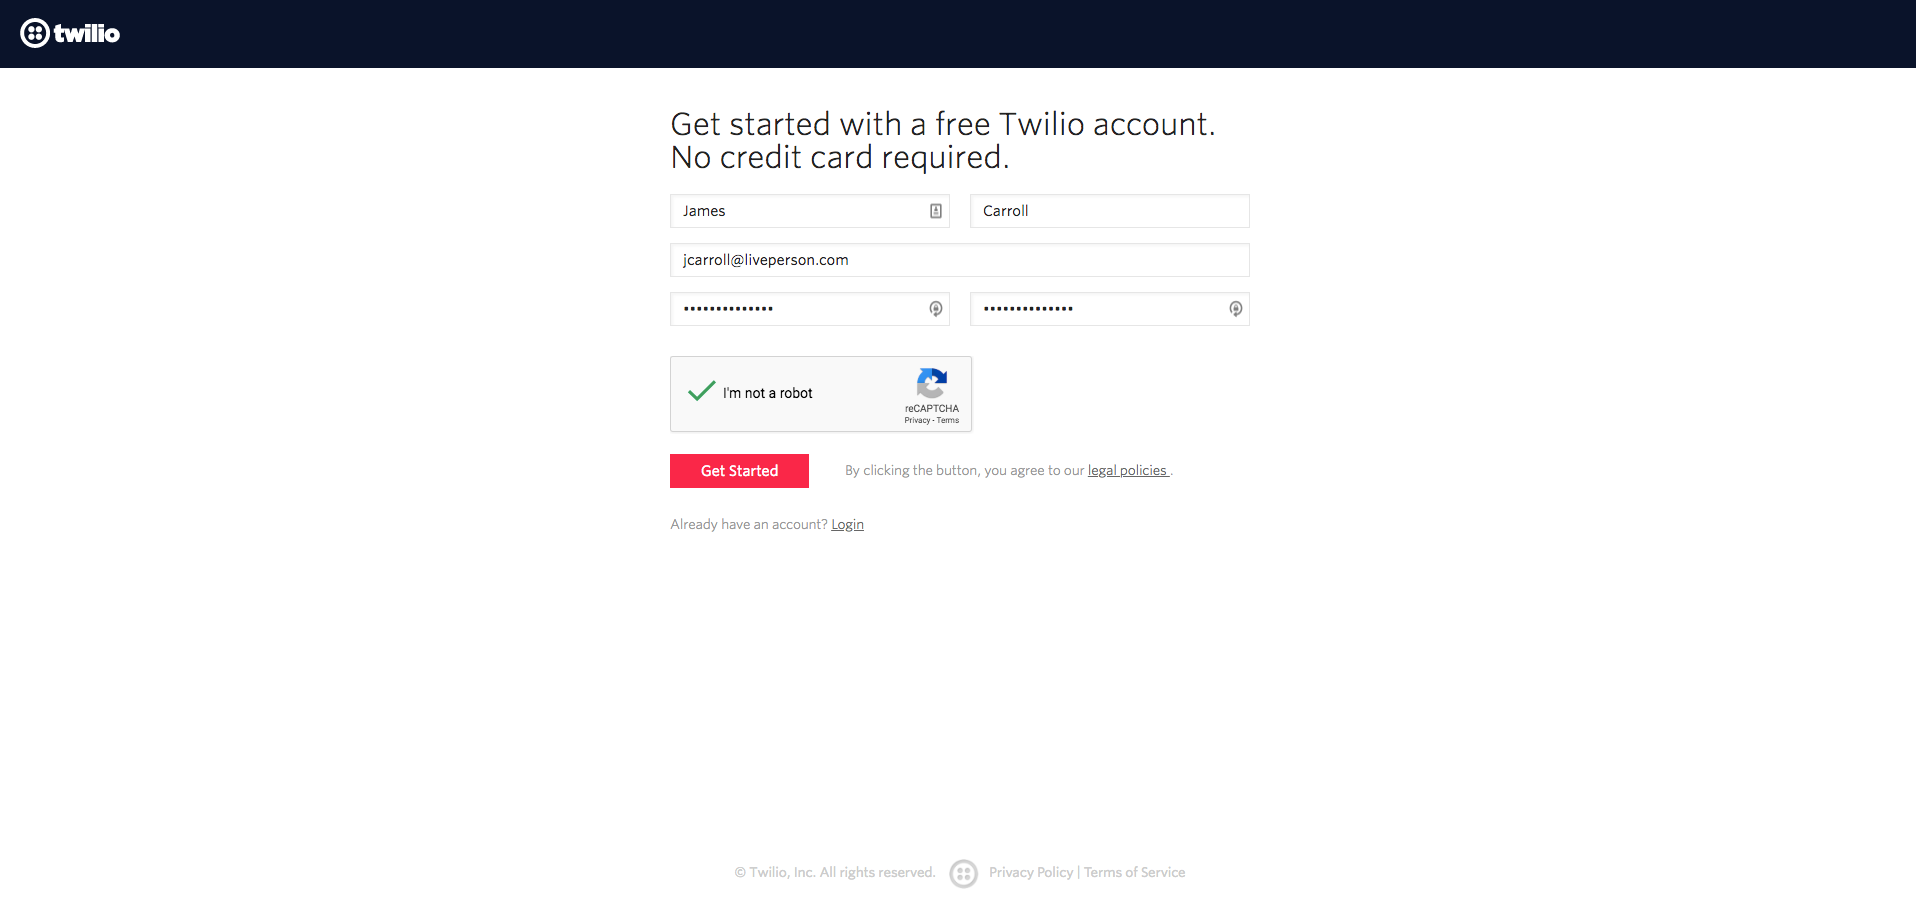 twilio
Get started with a free Twilio account.
No credit card required.
James
Carroll
jcarroll@liveperson.com
••••••••••••••
••••••••••••••
I'm not a robot
reCAPTCHA
Privacy - Terms
Get Started
By clicking the button, you agree to our legal policies .
Already have an account? Login
© Twilio, Inc. All rights reserved.
Privacy Policy | Terms of Service